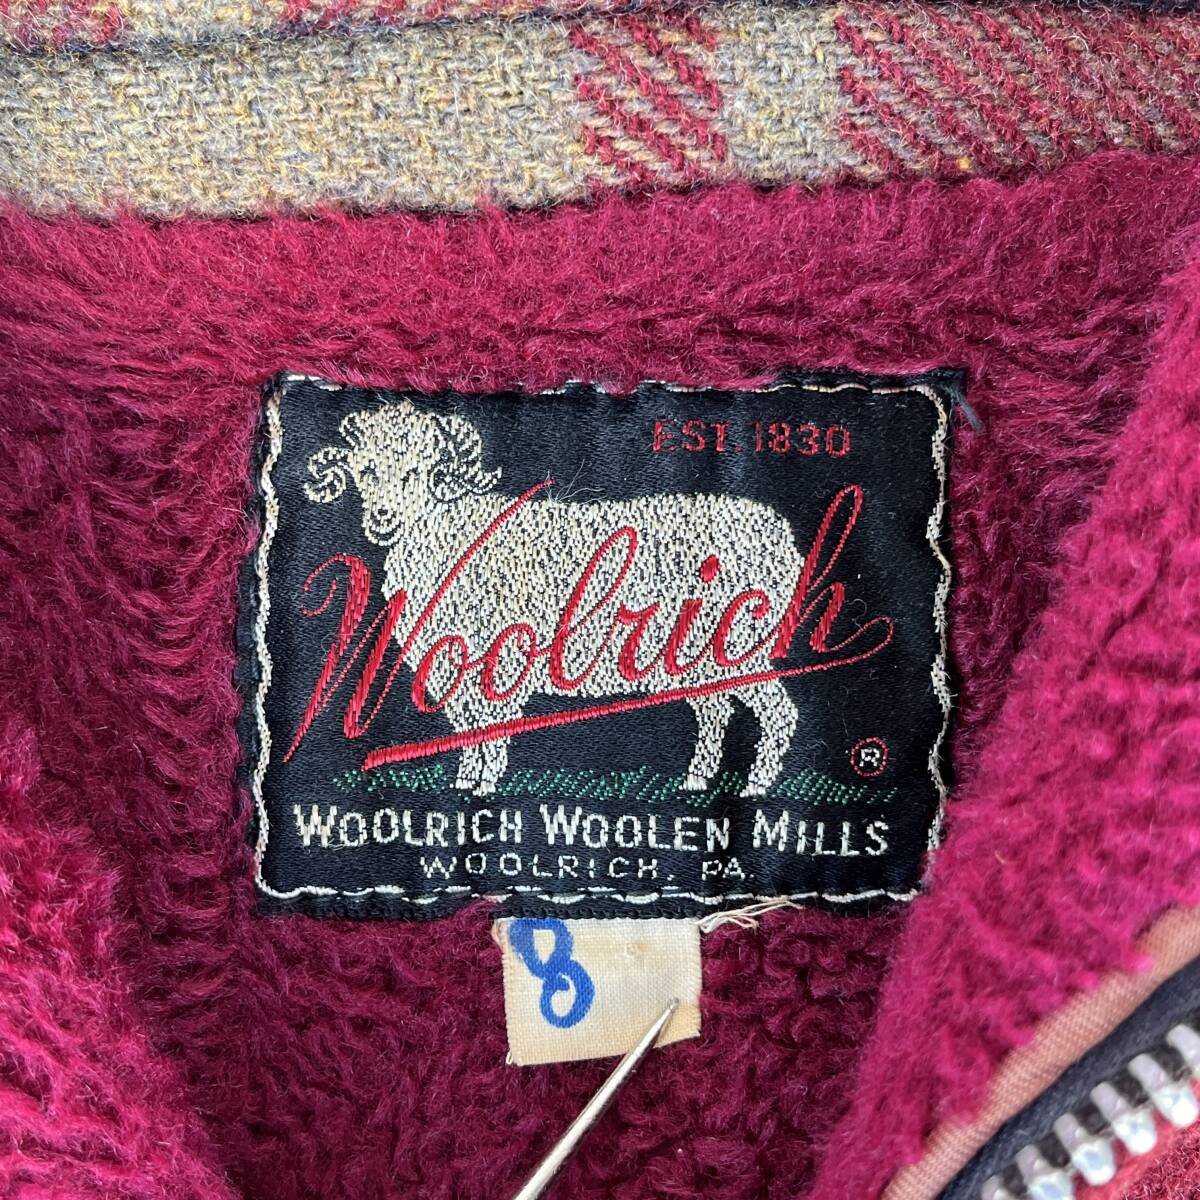 EST. 1830
Woolrich
®
WOOLRICH WOOLEN MILLS
WOOLRICH, PA.
8